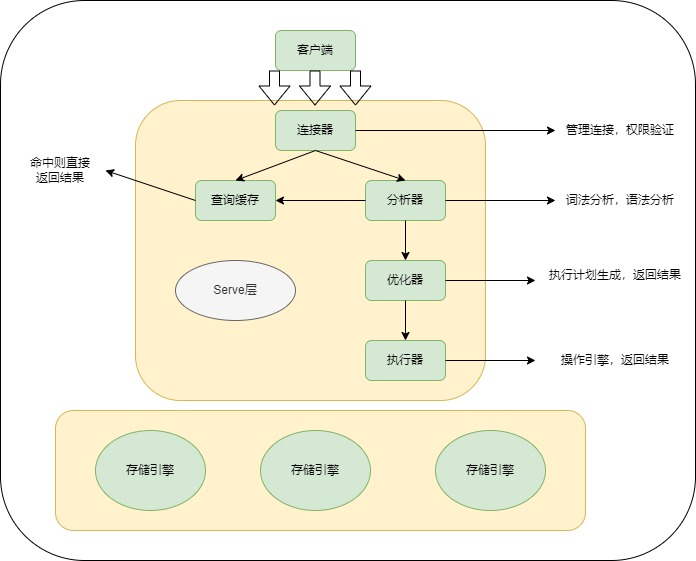 客户端
连接器
管理连接，权限验证
命中则直接
返回结果
查询缓存
分析器
词法分析，语法分析
Serve层
优化器
执行计划生成，返回结果
执行器
操作引擎，返回结果
存储引擎
存储引擎
存储引擎